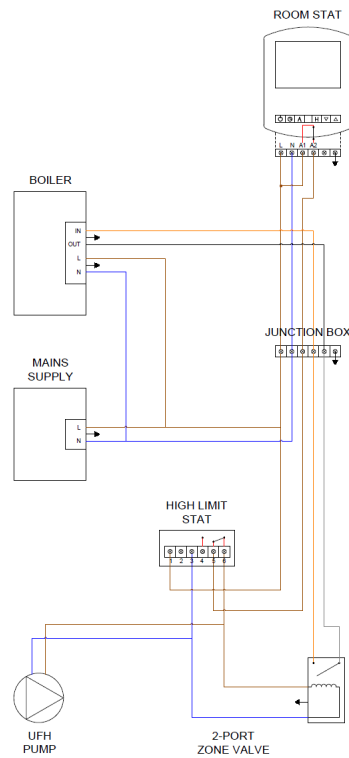 ROOM STAT
A H
L N A1 A2
BOILER
IN
OUT
L
N
JUNCTION BOX
MAINS
SUPPLY
L
N
HIGH LIMIT
STAT
1 2 3 4 5 6
UFH
PUMP
2-PORT
ZONE VALVE